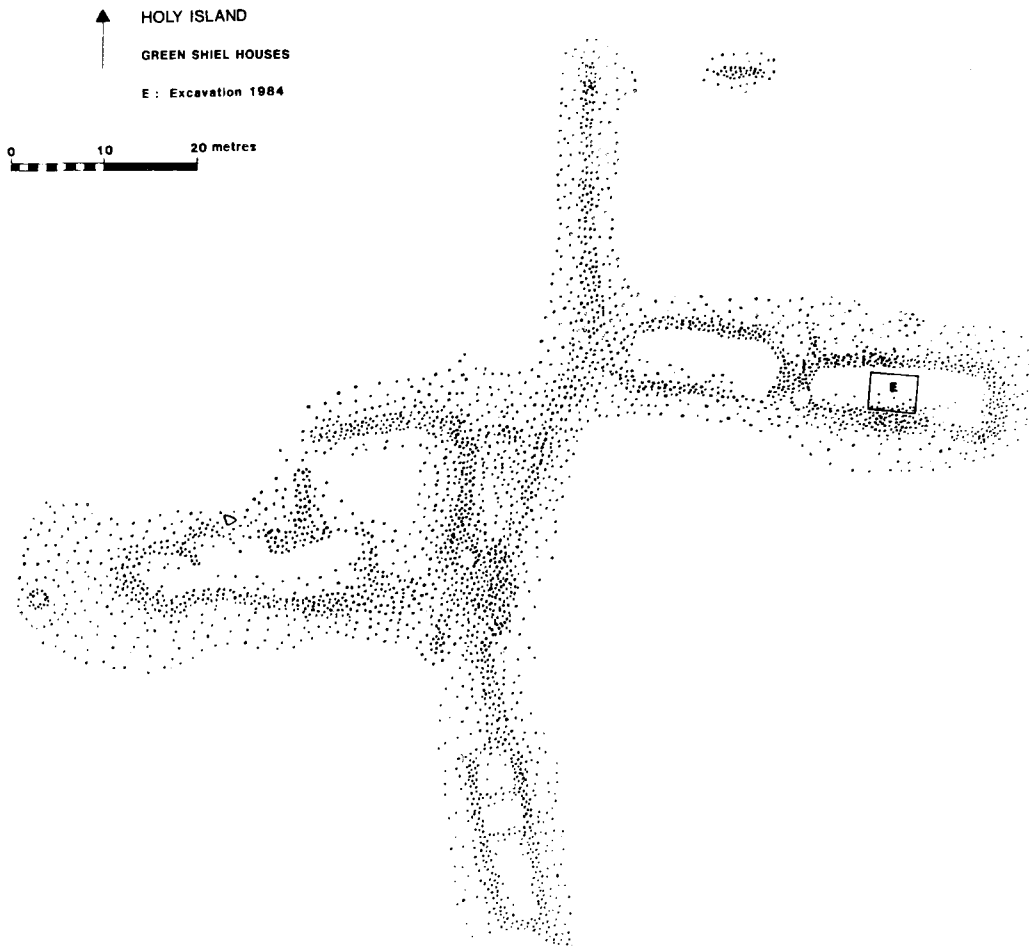 HOLY ISLAND
GREEN SHIEL HOUSES
E : Excavation 1984
0 10 20 metres
E